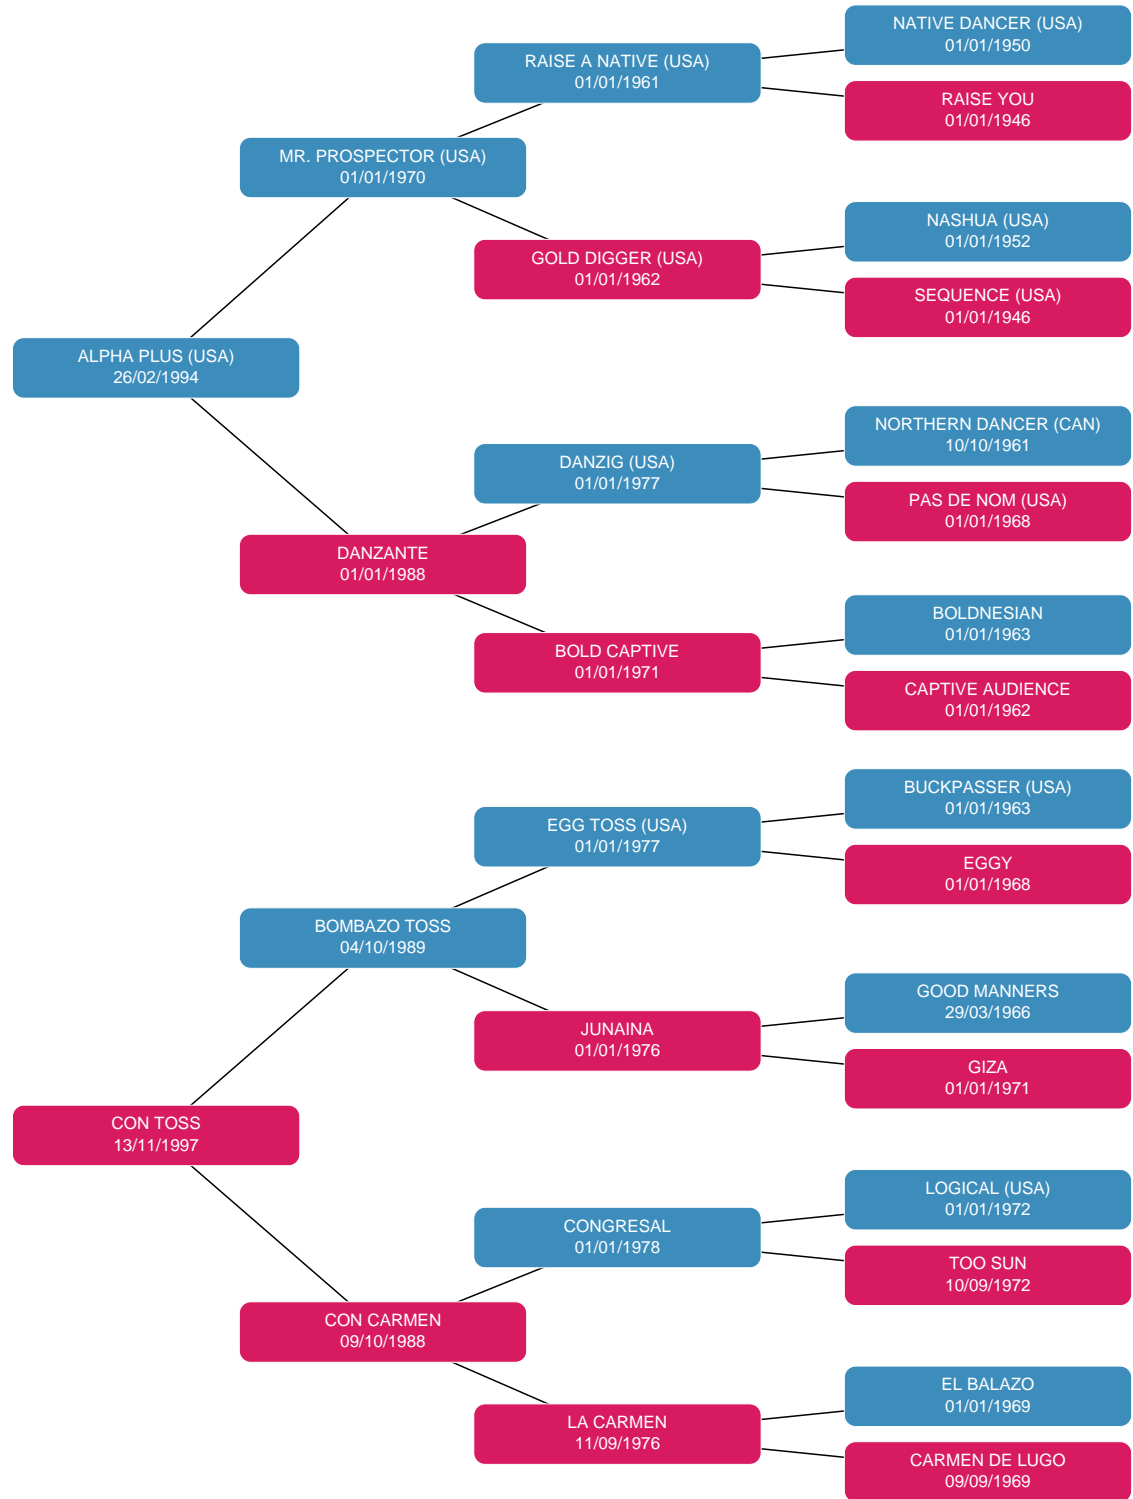 NATIVE DANCER (USA)
01/01/1950
RAISE A NATIVE (USA)
01/01/1961
RAISE YOU
01/01/1946
MR. PROSPECTOR (USA)
01/01/1970
NASHUA (USA)
01/01/1952
GOLD DIGGER (USA)
01/01/1962
SEQUENCE (USA)
01/01/1946
ALPHA PLUS (USA)
26/02/1994
NORTHERN DANCER (CAN)
10/10/1961
DANZIG (USA)
01/01/1977
PAS DE NOM (USA)
01/01/1968
DANZANTE
01/01/1988
BOLDNESIAN
01/01/1963
BOLD CAPTIVE
01/01/1971
CAPTIVE AUDIENCE
01/01/1962
BUCKPASSER (USA)
01/01/1963
EGG TOSS (USA)
01/01/1977
EGGY
01/01/1968
BOMBAZO TOSS
04/10/1989
GOOD MANNERS
29/03/1966
JUNAINA
01/01/1976
GIZA
01/01/1971
CON TOSS
13/11/1997
LOGICAL (USA)
01/01/1972
CONGRESAL
01/01/1978
TOO SUN
10/09/1972
CON CARMEN
09/10/1988
EL BALAZO
01/01/1969
LA CARMEN
11/09/1976
CARMEN DE LUGO
09/09/1969